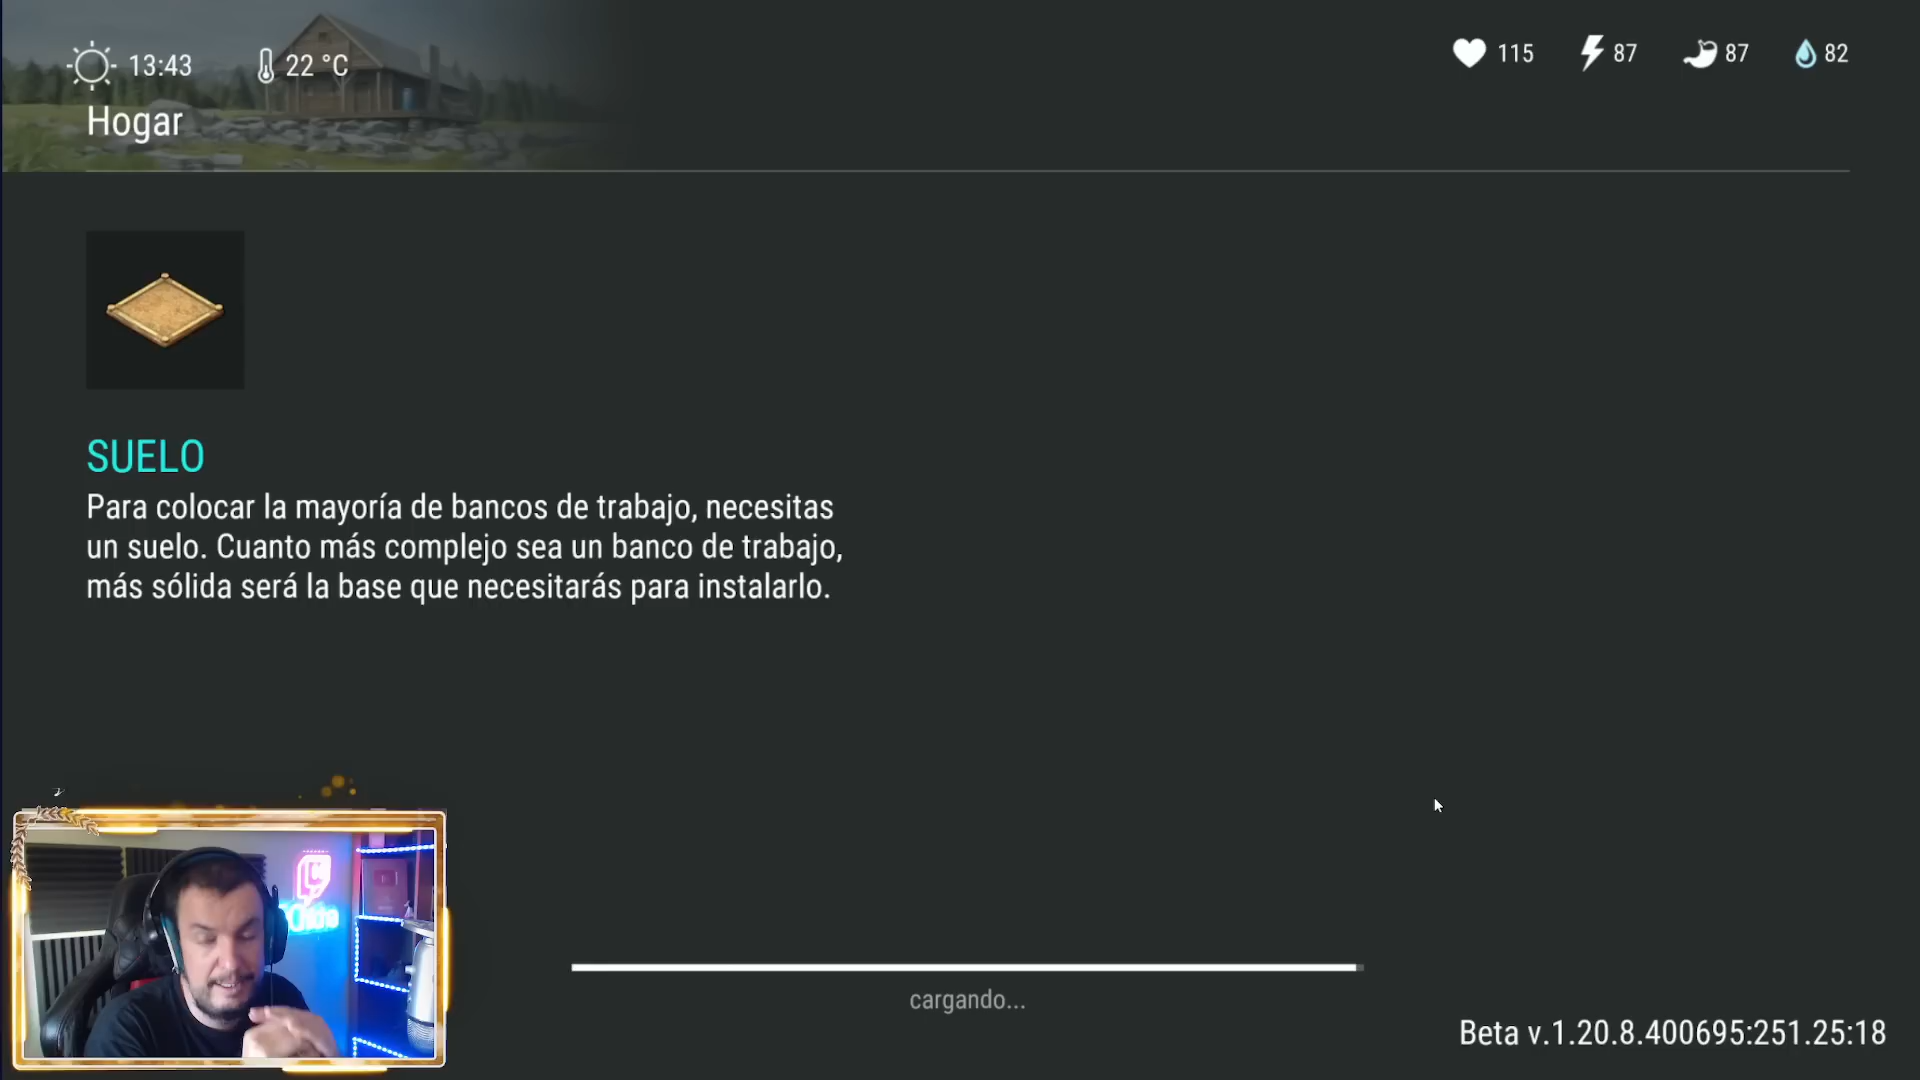 13:43
22 °C
115
87
87
82
Hogar
SUELO
Para colocar la mayoría de bancos de trabajo, necesitas
un suelo. Cuanto más complejo sea un banco de trabajo,
más sólida será la base que necesitarás para instalarlo.
cargando...
Beta v.1.20.8.400695:251.25:18